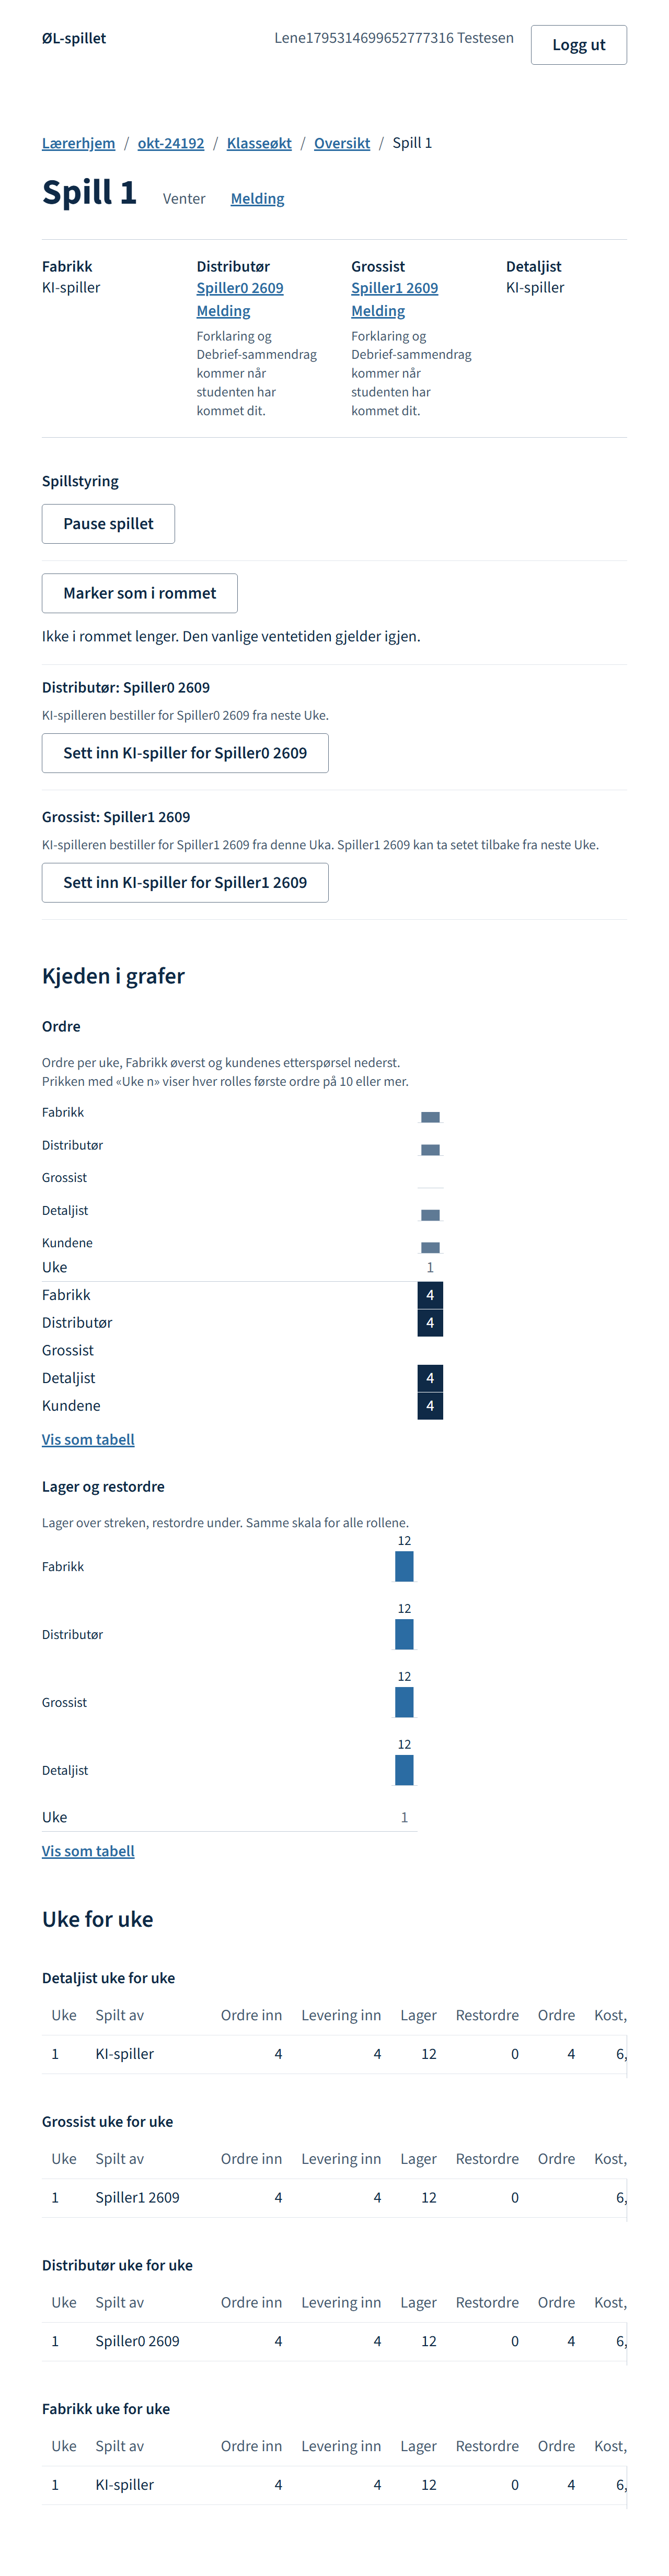 ØL-spillet
Lene1795314699652777316 Testesen
Logg ut
Lærerhjem / okt-24192 / Klasseøkt / Oversikt / Spill 1
Spill 1 Venter Melding
Fabrikk
KI-spiller
Distributør
Spiller0 2609
Melding
Forklaring og
Debrief-sammendrag
kommer når
studenten har
kommet dit.
Grossist
Spiller1 2609
Melding
Forklaring og
Debrief-sammendrag
kommer når
studenten har
kommet dit.
Detaljist
KI-spiller
Spillstyring
Pause spillet
Marker som i rommet
Ikke i rommet lenger. Den vanlige ventetiden gjelder igjen.
Distributør: Spiller0 2609
KI-spilleren bestiller for Spiller0 2609 fra neste Uke.
Sett inn KI-spiller for Spiller0 2609
Grossist: Spiller1 2609
KI-spilleren bestiller for Spiller1 2609 fra denne Uka. Spiller1 2609 kan ta setet tilbake fra neste Uke.
Sett inn KI-spiller for Spiller1 2609
Kjeden i grafer
Ordre
Ordre per uke, Fabrikk øverst og kundenes etterspørsel nederst.
Prikken med «Uke n» viser hver rolles første ordre på 10 eller mer.
Fabrikk
Distributør
Grossist
Detaljist
Kundene
Uke 1
Fabrikk 4
Distributør 4
Grossist
Detaljist 4
Kundene 4
Vis som tabell
Lager og restordre
Lager over streken, restordre under. Samme skala for alle rollene.
12
Fabrikk
12
Distributør
12
Grossist
12
Detaljist
Uke 1
Vis som tabell
Uke for uke
Detaljist uke for uke
Uke Spilt av Ordre inn Levering inn Lager Restordre Ordre Kost,
1 KI-spiller 4 4 12 0 4 6,
Grossist uke for uke
Uke Spilt av Ordre inn Levering inn Lager Restordre Ordre Kost,
1 Spiller1 2609 4 4 12 0 6,
Distributør uke for uke
Uke Spilt av Ordre inn Levering inn Lager Restordre Ordre Kost,
1 Spiller0 2609 4 4 12 0 4 6,
Fabrikk uke for uke
Uke Spilt av Ordre inn Levering inn Lager Restordre Ordre Kost,
1 KI-spiller 4 4 12 0 4 6,